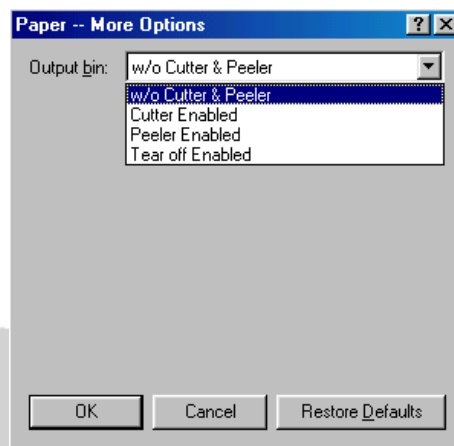 Paper -- More Options
Output bin: w/o Cutter & Peeler
w/o Cutter & Peeler
Cutter Enabled
Peeler Enabled
Tear off Enabled
OK Cancel Restore Defaults